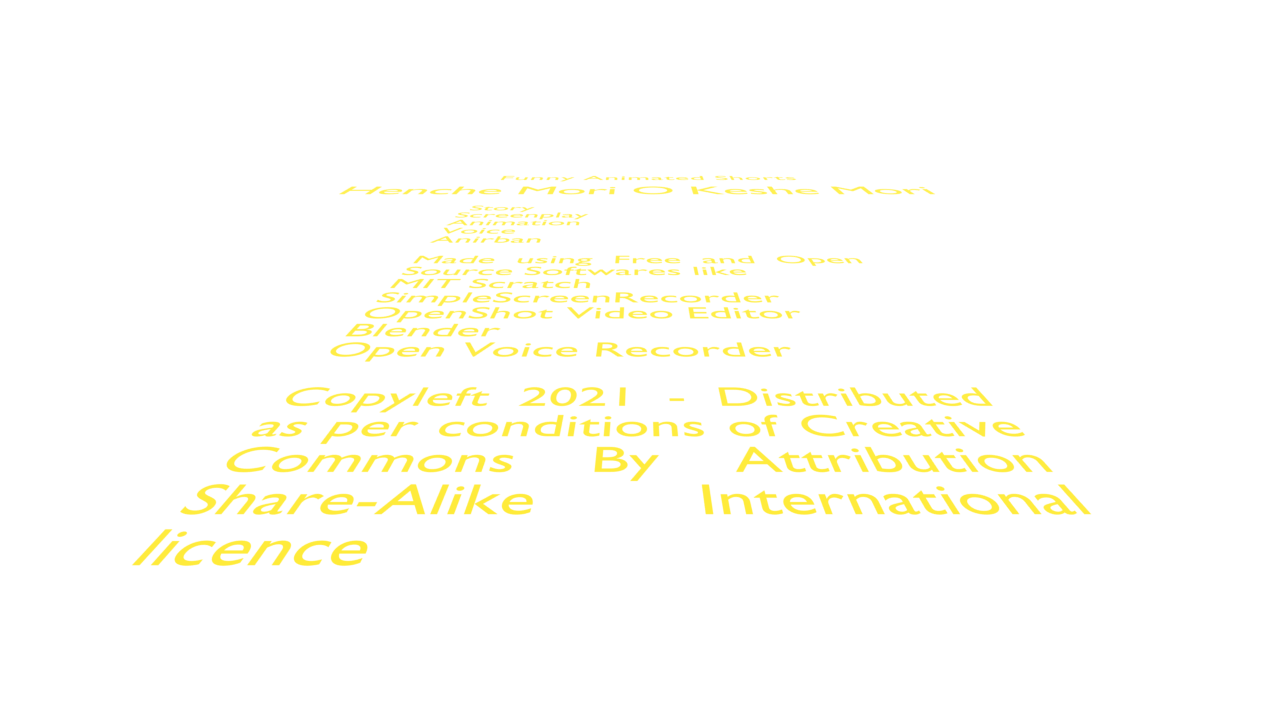 Funny Animated Shorts
Henche Mori O Keshe Mori
Story
Screenplay
Animation
Voice
Anirban
Made using Free and Open
Source Softwares like
MIT Scratch
SimpleScreenRecorder
OpenShot Video Editor
Blender
Open Voice Recorder
Copyleft 2021 - Distributed
as per conditions of Creative
Commons By Attribution
Share-Alike International
licence